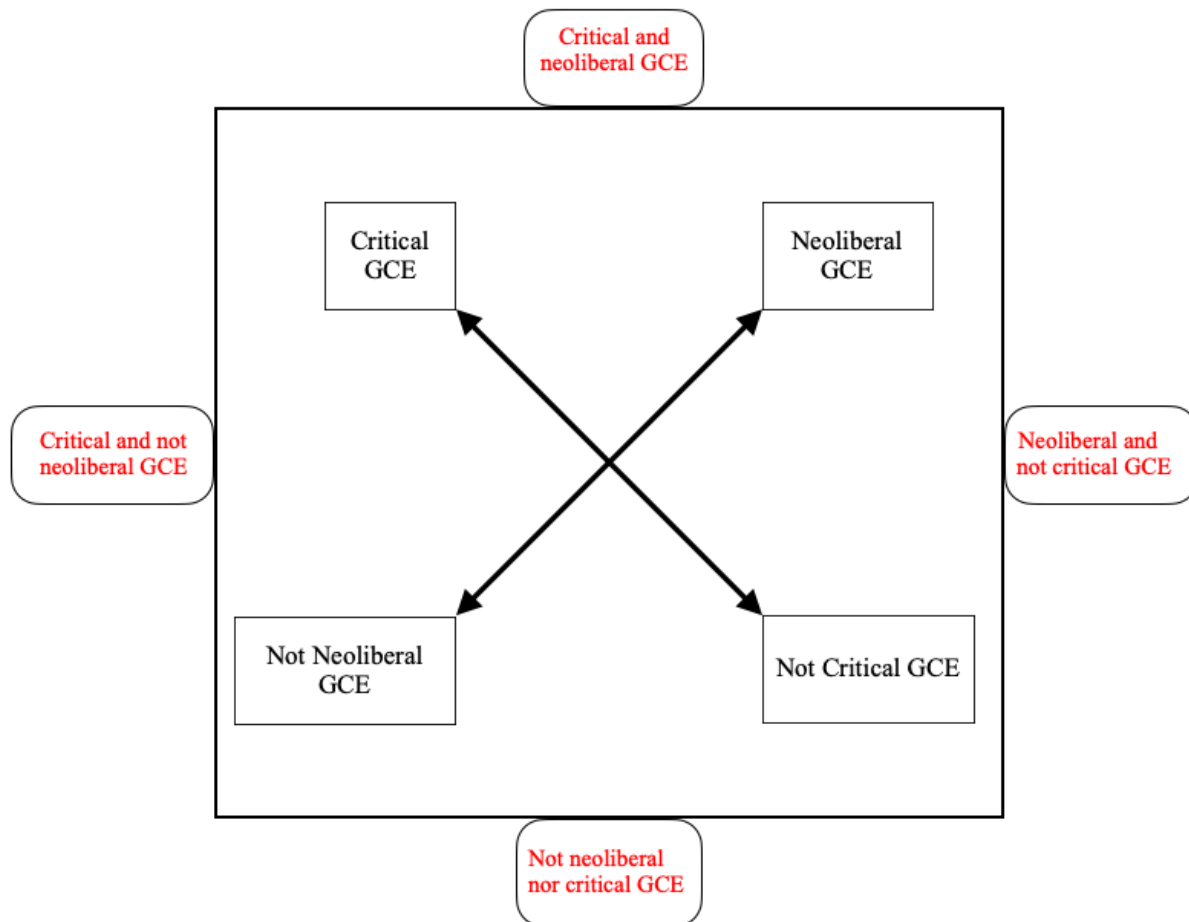 Critical and
neoliberal GCE
Critical
GCE
Neoliberal
GCE
Critical and not
neoliberal GCE
Neoliberal and
not critical GCE
Not Neoliberal
GCE
Not Critical GCE
Not neoliberal
nor critical GCE